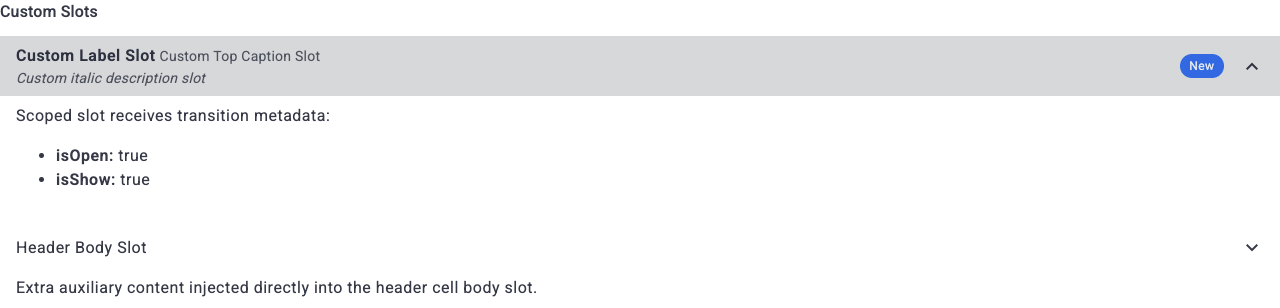 Custom Slots
Custom Label Slot Custom Top Caption Slot
Custom italic description slot
New
Scoped slot receives transition metadata:
• isOpen: true
• isShow: true
Header Body Slot
Extra auxiliary content injected directly into the header cell body slot.